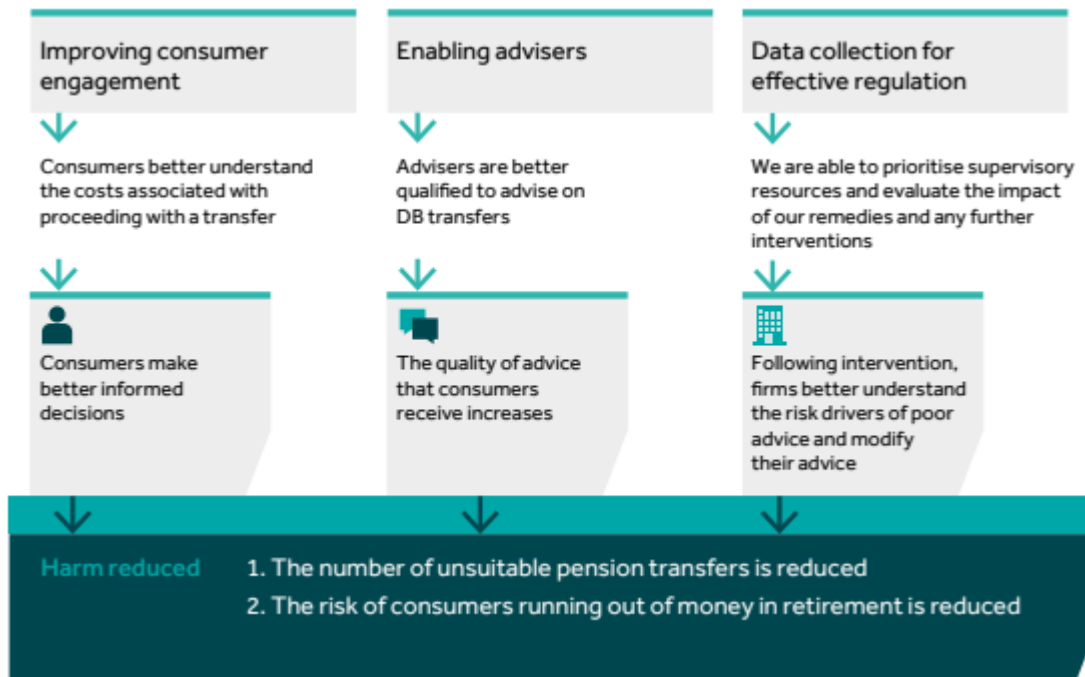 Improving consumer
engagement
Consumers better understand
the costs associated with
proceeding with a transfer
Consumers make
better informed
decisions
Enabling advisers
Advisers are better
qualified to advise on
DB transfers
The quality of advice
that consumers
receive increases
Data collection for
effective regulation
We are able to prioritise supervisory
resources and evaluate the impact
of our remedies and any further
interventions
Following intervention,
firms better understand
the risk drivers of poor
advice and modify
their advice
Harm reduced
1. The number of unsuitable pension transfers is reduced
2. The risk of consumers running out of money in retirement is reduced